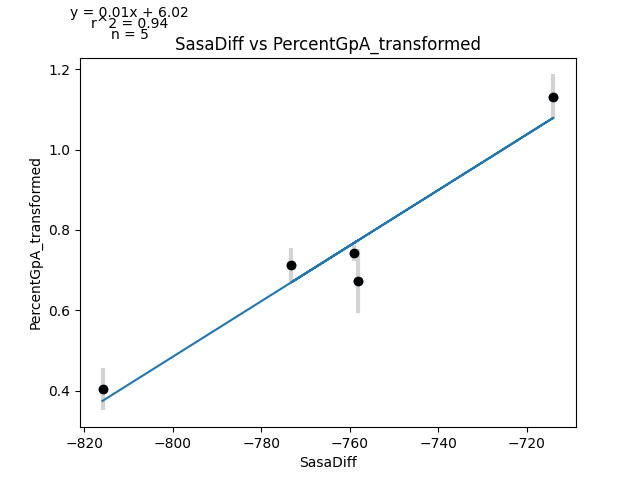 y = 0.01x + 6.02
r^2 = 0.94
n = 5
SasaDiff vs PercentGpA_transformed
1.2
1.0
0.8
0.6
0.4
PercentGpA_transformed
−820
−800
−780
−760
−740
−720
SasaDiff